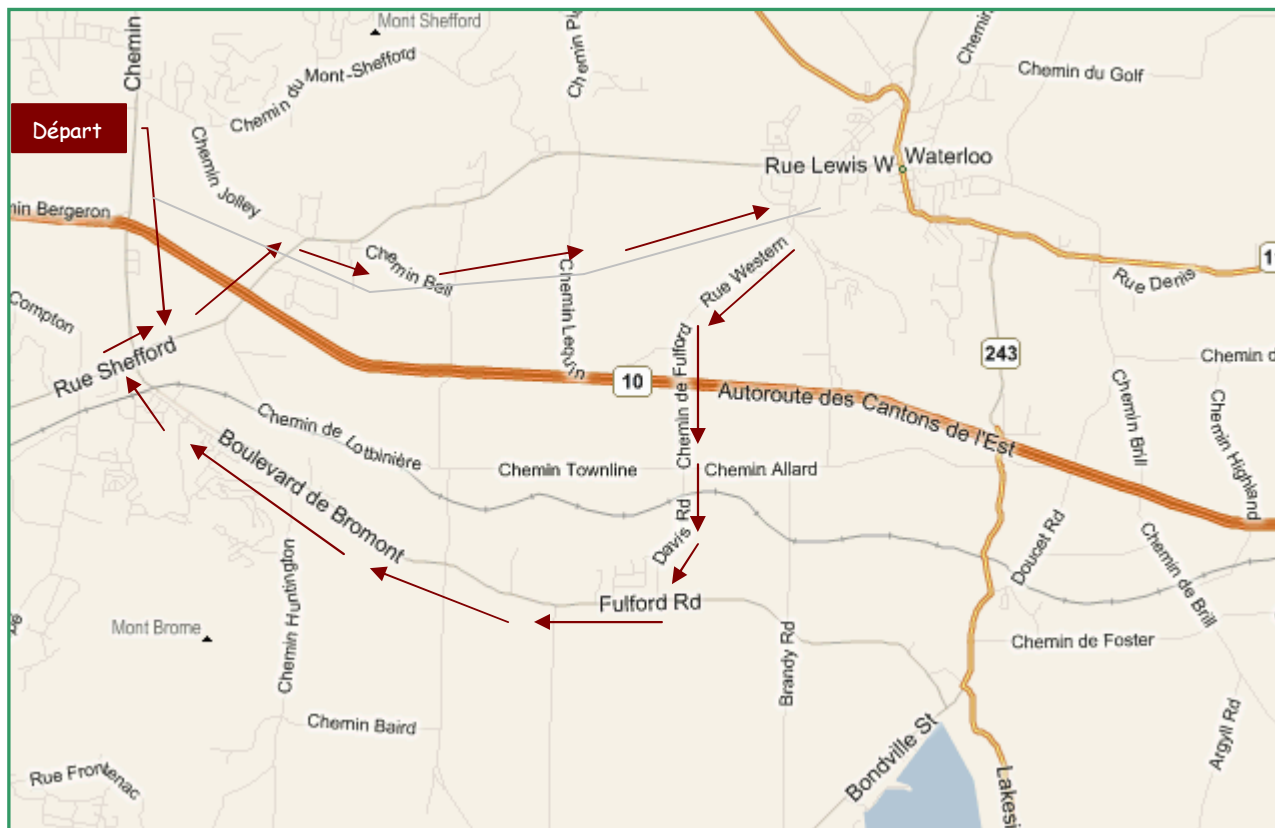 Mont Shefford
Chemin
Chemin du Mont-Shefford
Chemin
Chemin du Golf
Départ
Chemin Jolley
Rue Lewis W
Waterloo
min Bergeron
Chemin Bell
Chemin Lequin
Rue Western
Rue Denis
Compton
Rue Shefford
Chemin de Fulford
243
Chemin d
10
Autoroute des Cantons de l'Est
Chemin Brill
Chemin Highland
Chemin de Lotbinière
Boulevard de Bromont
Chemin Townline
Chemin Allard
Davis Rd
Doucet Rd
Chemin de Brill
Chemin Huntington
Fulford Rd
Mont Brome
Brandy Rd
Chemin de Foster
Chemin Baird
Argyll Rd
Rue Frontenac
Bondville St
Lakesi